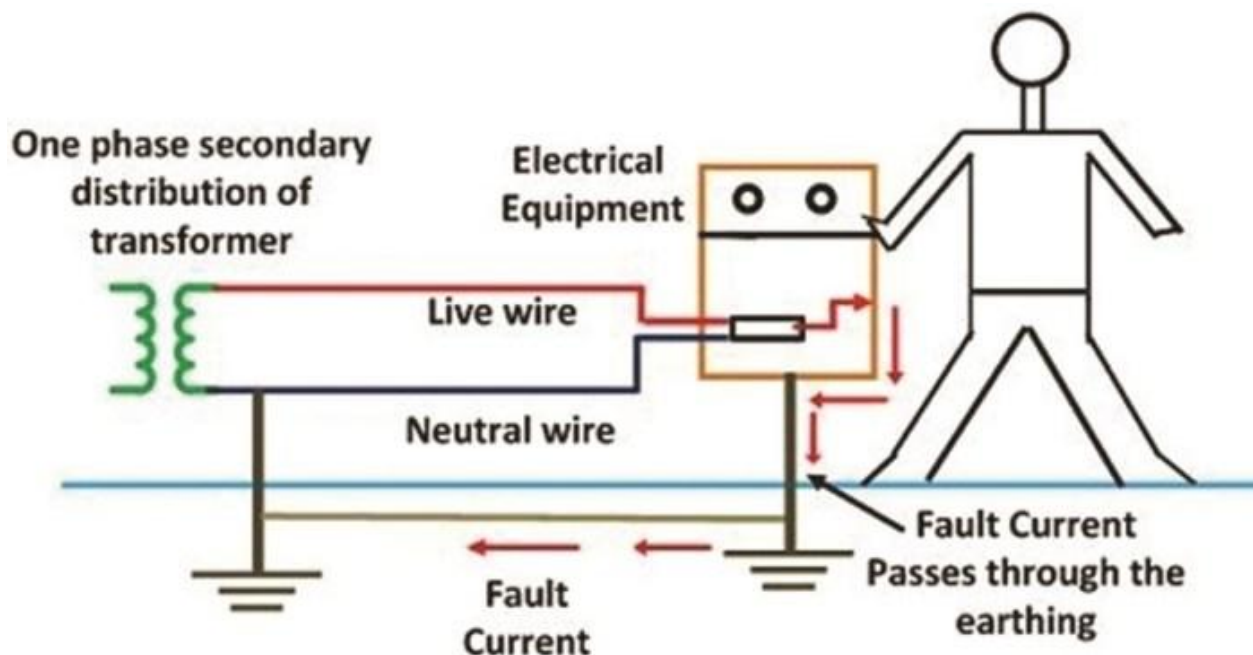 One phase secondary
distribution of
transformer
Electrical
Equipment
Live wire
Neutral wire
Fault Current
Passes through the
earthing
Fault
Current